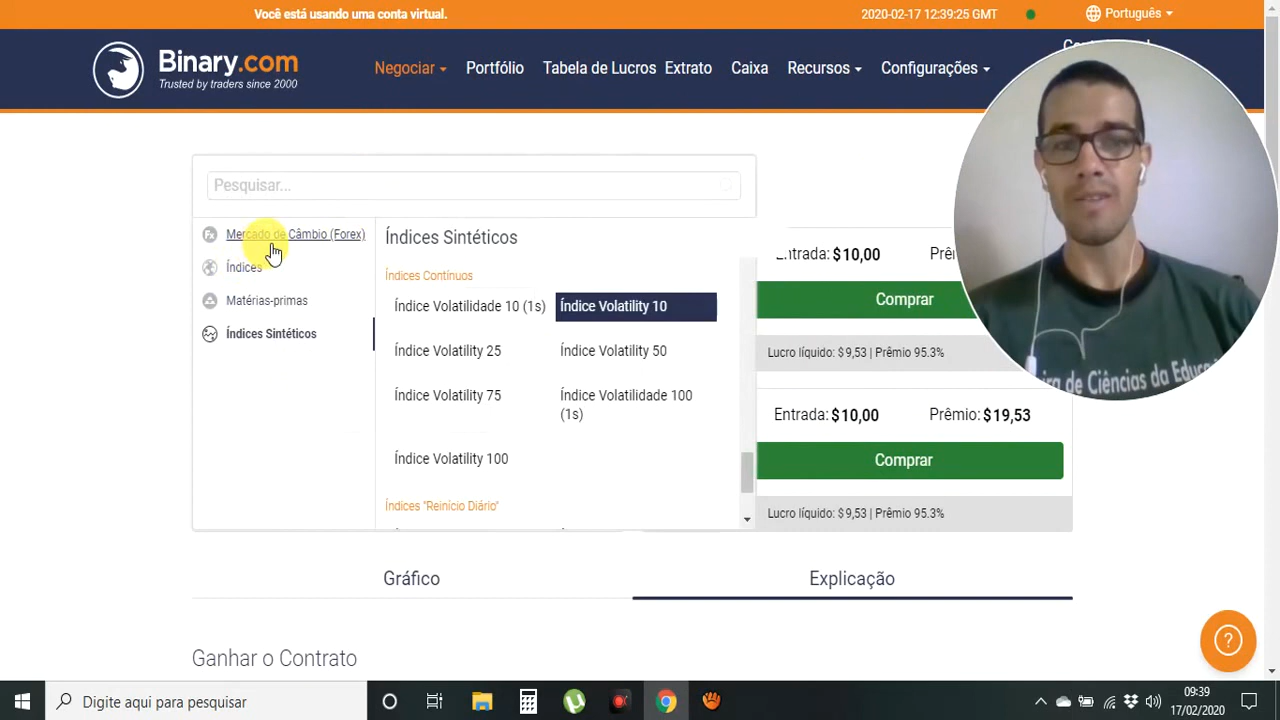 Você está usando uma conta virtual.
2020-02-17 12:39:25 GMT
Português
Binary.com
Trusted by traders since 2000
Negociar
Portfólio
Tabela de Lucros
Extrato
Caixa
Recursos
Configurações
Pesquisar...
Mercado de Câmbio (Forex)
Índices
Matérias-primas
Índices Sintéticos
Índices Sintéticos
Índices Contínuos
Índice Volatilidade 10 (1s)
Índice Volatility 10
Índice Volatility 25
Índice Volatility 50
Índice Volatility 75
Índice Volatilidade 100
(1s)
Índice Volatility 100
Índices "Reinício Diário"
Entrada: $10,00
Comprar
Lucro líquido: $9,53 | Prêmio 95.3%
Entrada: $10,00
Prêmio: $19,53
Comprar
Lucro líquido: $9,53 | Prêmio 95.3%
de Ciências da
Gráfico
Explicação
Ganhar o Contrato
?
Digite aqui para pesquisar
09:39
17/02/2020